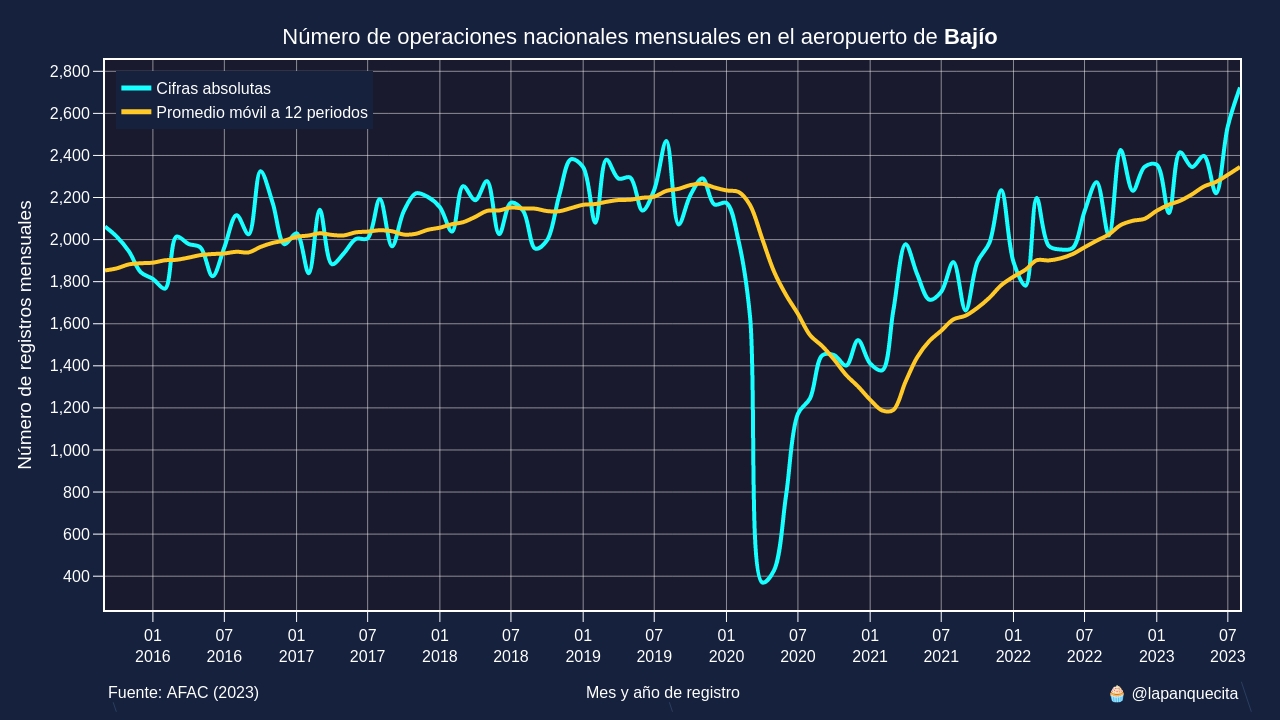 Número de operaciones nacionales mensuales en el aeropuerto de Bajío
Cifras absolutas
Promedio móvil a 12 periodos
Número de registros mensuales
2,800
2,600
2,400
2,200
2,000
1,800
1,600
1,400
1,200
1,000
800
600
400
01 07 01 07 01 07 01 07 01 07 01 07 01 07 01 07
2016 2016 2017 2017 2018 2018 2019 2019 2020 2020 2021 2021 2022 2022 2023 2023
Fuente: AFAC (2023) Mes y año de registro 🧁 @lapanquecita